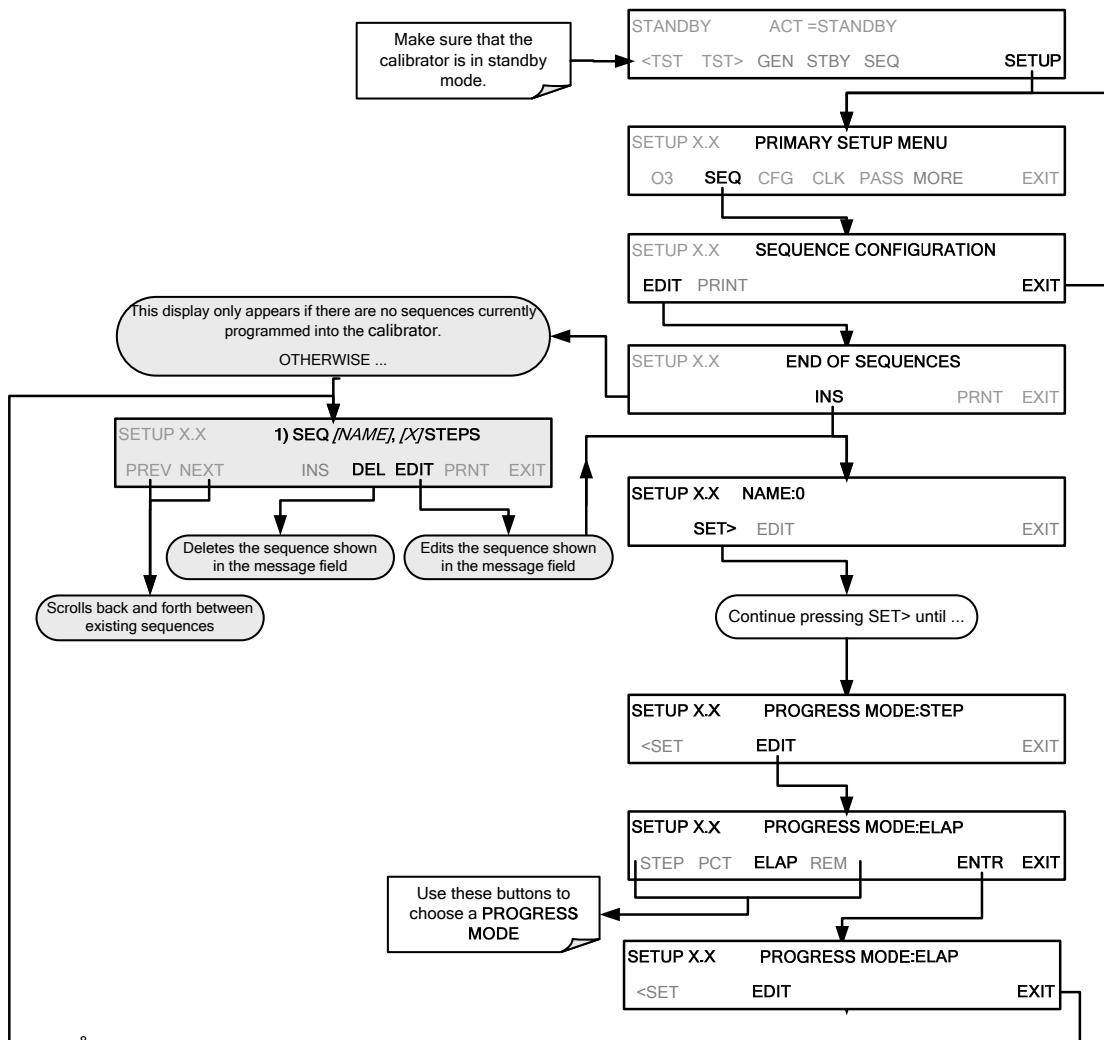 Make sure that the
calibrator is in standby
mode.
STANDBY ACT =STANDBY
<TST TST> GEN STBY SEQ SETUP
SETUP X.X PRIMARY SETUP MENU
O3 SEQ CFG CLK PASS MORE EXIT
SETUP X.X SEQUENCE CONFIGURATION
EDIT PRINT EXIT
This display only appears if there are no sequences currently
programmed into the calibrator.
OTHERWISE ...
SETUP X.X END OF SEQUENCES
INS PRNT EXIT
SETUP X.X 1) SEQ [NAME], [X] STEPS
PREV NEXT INS DEL EDIT PRNT EXIT
Deletes the sequence shown
in the message field
Edits the sequence shown
in the message field
Scrolls back and forth between
existing sequences
SETUP X.X NAME:0
SET> EDIT EXIT
Continue pressing SET> until ...
SETUP X.X PROGRESS MODE:STEP
<SET EDIT EXIT
SETUP X.X PROGRESS MODE:ELAP
STEP PCT ELAP REM ENTR EXIT
Use these buttons to
choose a PROGRESS
MODE
SETUP X.X PROGRESS MODE:ELAP
<SET EDIT EXIT